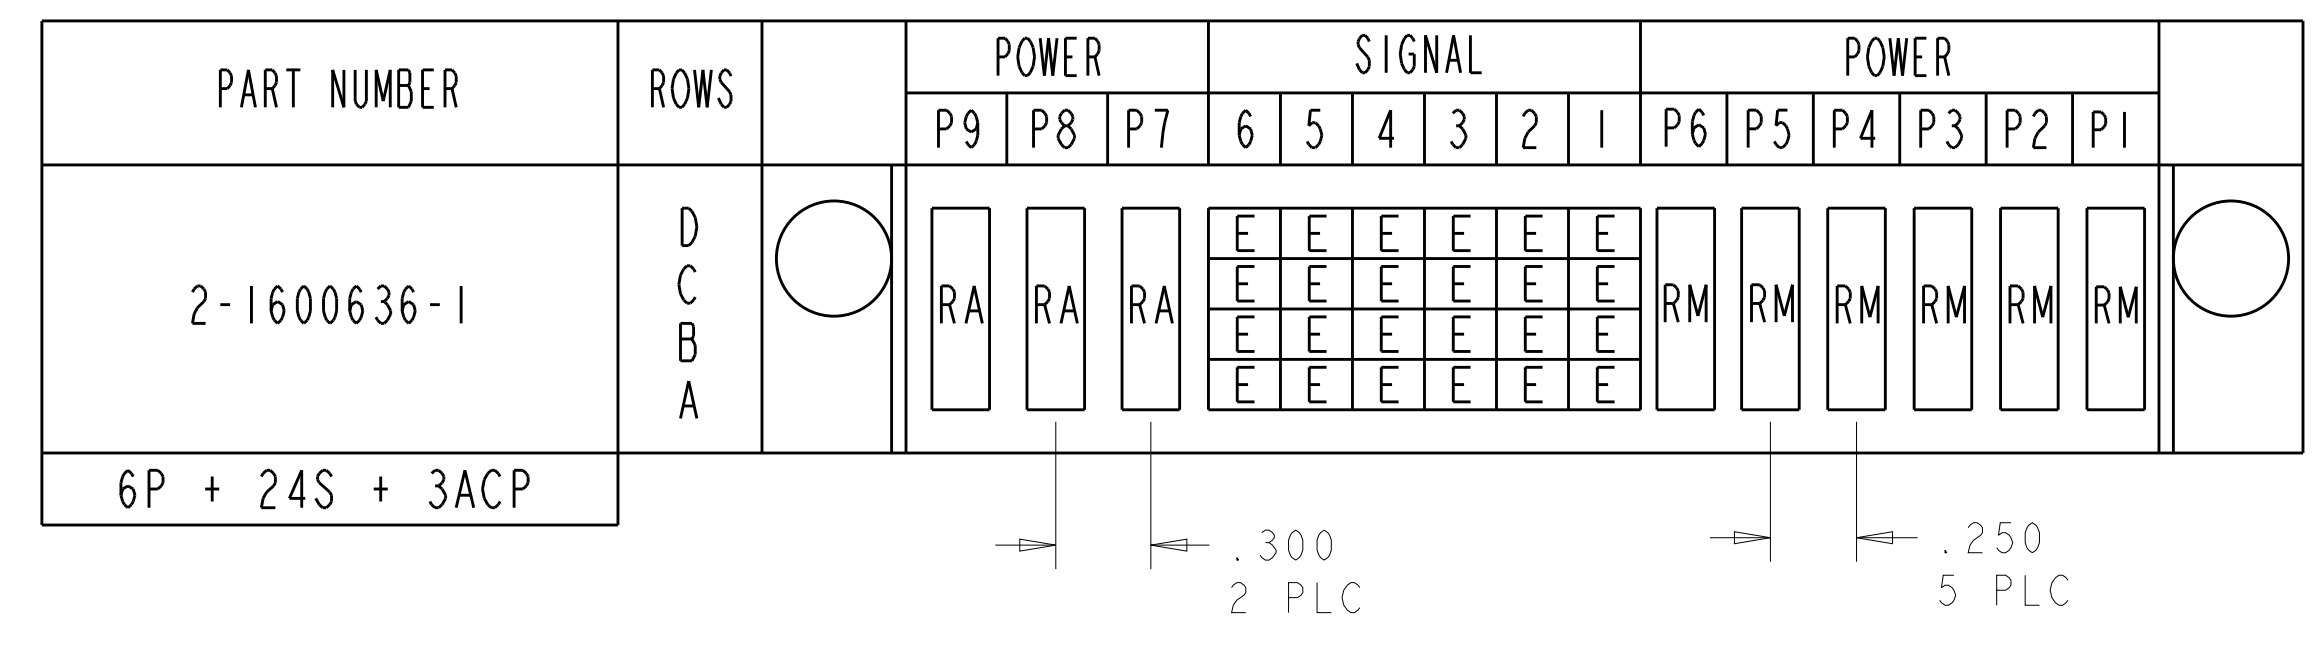 PART NUMBER ROWS POWER SIGNAL POWER
P9 P8 P7 6 5 4 3 2 1 P6 P5 P4 P3 P2 P1
D E E E E E E
C E E E E E E
2-1600636-1 RA RA RA RM RM RM RM RM RM
B E E E E E E
A E E E E E E
6P + 24S + 3ACP
.300
2 PLC
.250
5 PLC